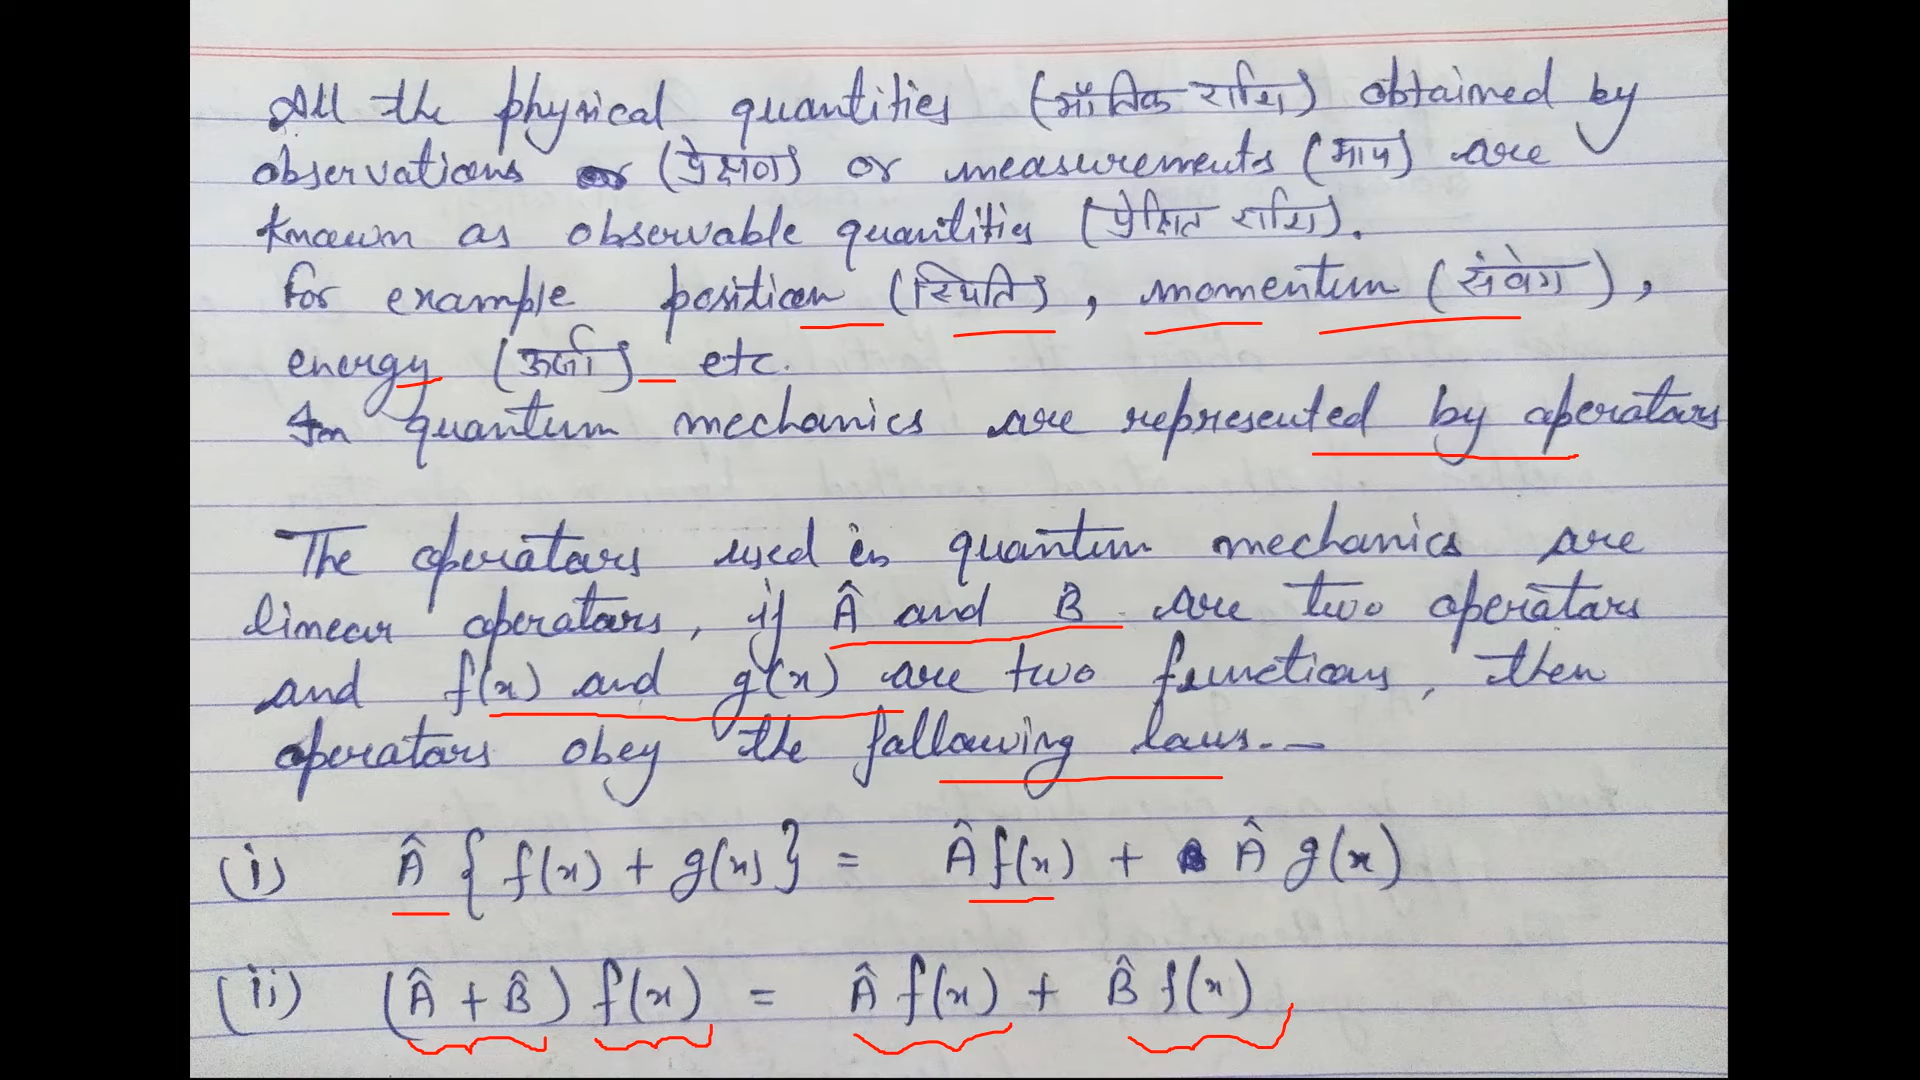 All the physical quantities (भौतिक राशि) obtained by
observations (प्रेक्षण) or measurements (माप) are
known as observable quantities (प्रेक्षित राशि).
for example position (स्थिति), momentum (संवेग),
energy (ऊर्जा) etc.
In quantum mechanics are represented by operators
The operators used in quantum mechanics are
linear operators, if Â and B̂ are two operators
and f(x) and g(x) are two functions, then
operators obey the following laws.–
(i) Â {f(x) + g(x)} = Âf(x) + Â g(x)
(ii) (Â + B̂) f(x) = Â f(x) + B̂ f(x)